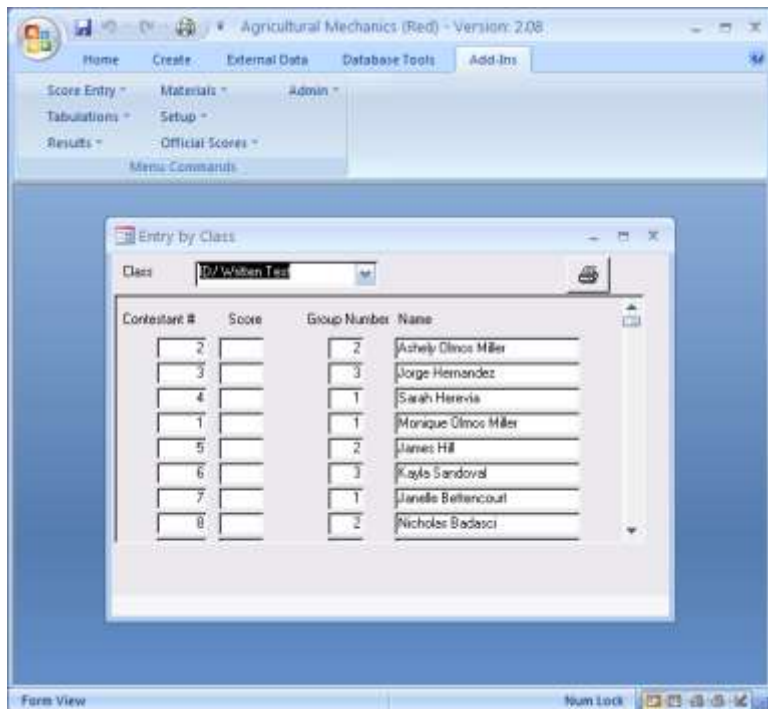 Agricultural Mechanics (Red) - Version: 2.08
Home Create External Data Database Tools Add-Ins
Score Entry Materials Admin
Tabulations Setup
Results Official Scores
Menu Commands
Entry by Class
Class ID/ Written Test
Contestant # Score Group Number Name
2 2 Ashely Olmos Miller
3 3 Jorge Hernandez
4 1 Sarah Herevia
1 1 Monique Olmos Miller
5 2 James Hill
6 3 Kayla Sandoval
7 1 Janelle Bettencourt
8 2 Nicholas Badasci
Form View Num Lock